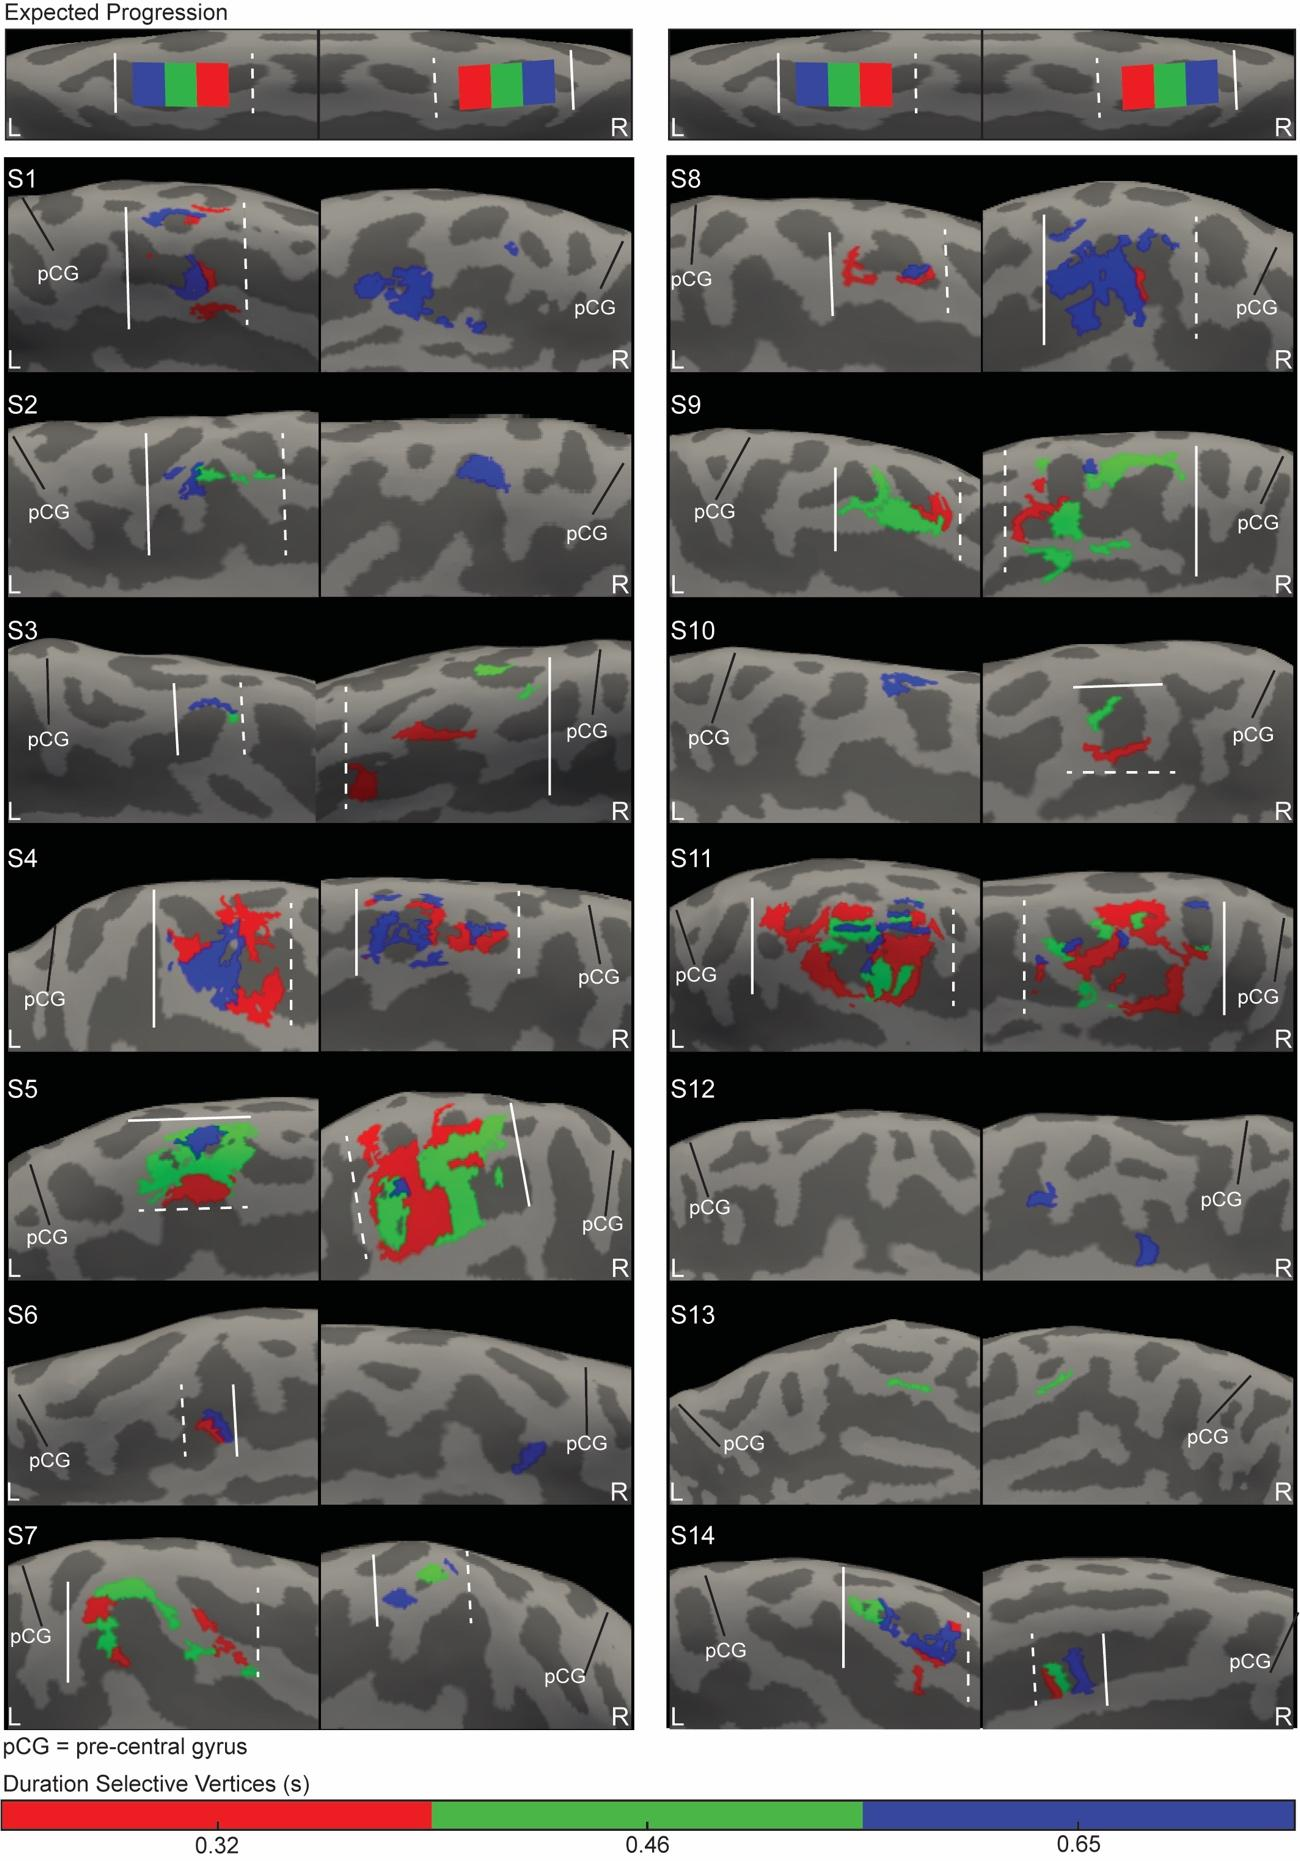 Expected Progression
L R L R
S1 S8
pCG pCG pCG pCG
L R L R
S2 S9
pCG pCG pCG pCG
L R L R
S3 S10
pCG pCG pCG pCG
L R L R
S4 S11
pCG pCG pCG pCG
L R L R
S5 S12
pCG pCG pCG pCG
L R L R
S6 S13
pCG pCG pCG pCG
L R L R
S7 S14
pCG pCG pCG pCG
L R L R
pCG = pre-central gyrus
Duration Selective Vertices (s)
0.32 0.46 0.65